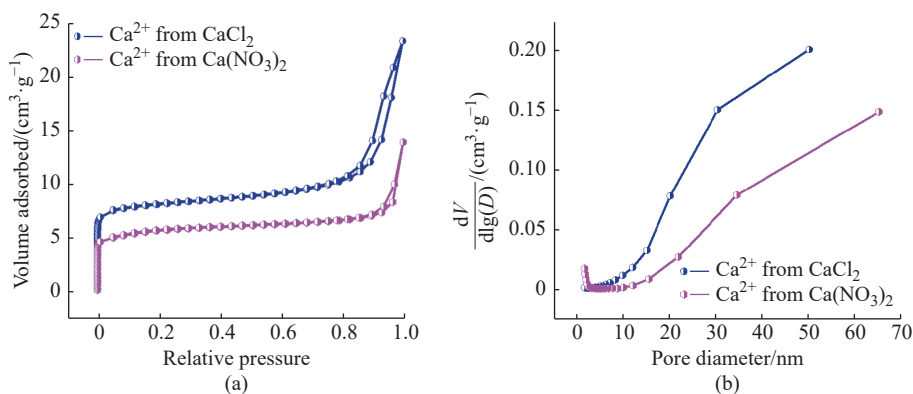 25
20
15
10
5
0
Volume adsorbed/(cm³·g⁻¹)
Ca²⁺ from CaCl₂
Ca²⁺ from Ca(NO₃)₂
0 0.2 0.4 0.6 0.8 1.0
Relative pressure
(a)
0.20
0.15
0.10
0.05
0
dV
dlg(D) /(cm³·g⁻¹)
Ca²⁺ from CaCl₂
Ca²⁺ from Ca(NO₃)₂
0 10 20 30 40 50 60 70
Pore diameter/nm
(b)